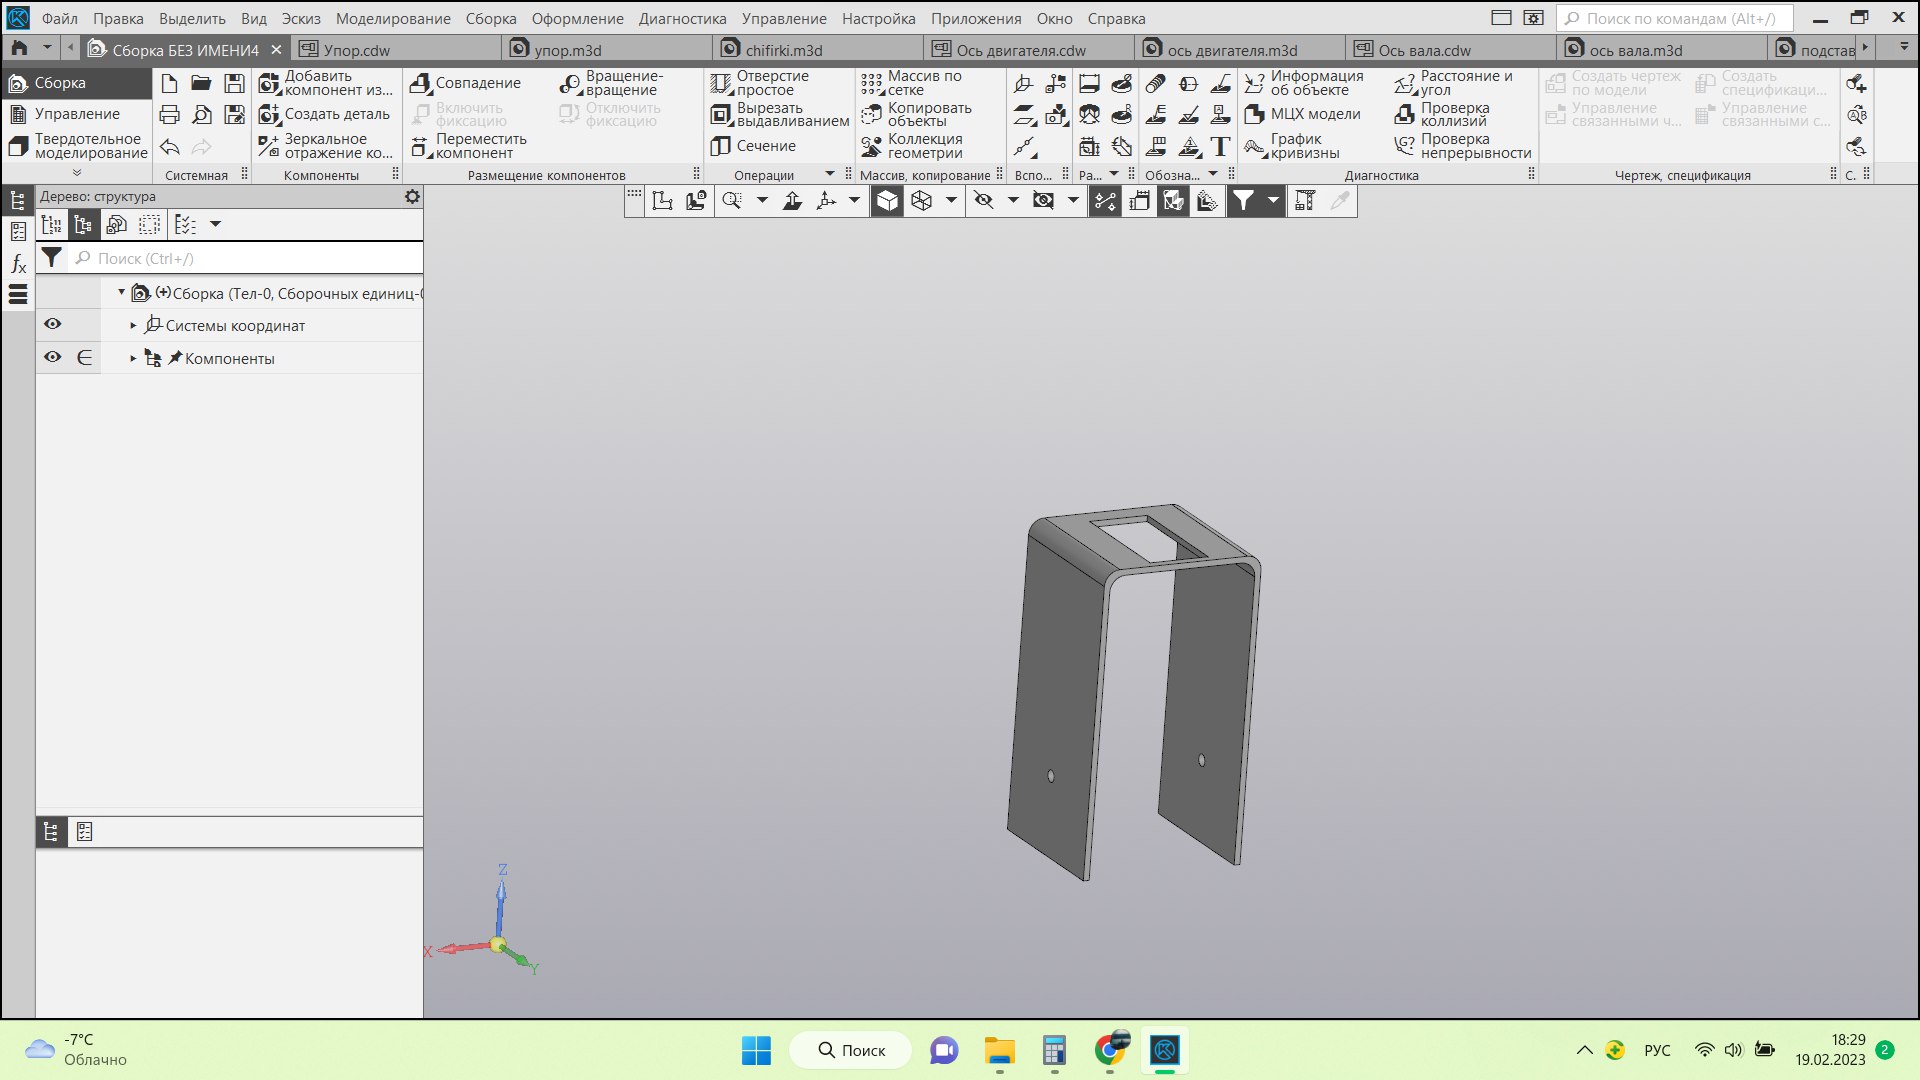 Файл Правка Выделить Вид Эскиз Моделирование Сборка Оформление Диагностика Управление Настройка Приложения Окно Справка Поиск по командам (Alt+/)
Сборка БЕЗ ИМЕНИ4 Упор.cdw упор.m3d chifirki.m3d Ось двигателя.cdw ось двигателя.m3d Ось вала.cdw ось вала.m3d подстав
Сборка
Управление
Твердотельное
моделирование
Системная
Добавить
компонент из...
Создать деталь
Зеркальное
отражение ко...
Компоненты
Совпадение
Включить
фиксацию
Переместить
компонент
Вращение-
вращение
Отключить
фиксацию
Размещение компонентов
Отверстие
простое
Вырезать
выдавливанием
Сечение
Операции
Массив по
сетке
Копировать
объекты
Коллекция
геометрии
Массив, копирование
Вспо...
Ра...
Обозна...
Информация
об объекте
МЦХ модели
График
кривизны
Расстояние и
угол
Проверка
коллизий
Проверка
непрерывности
Диагностика
Создать чертеж
по модели
Управление
связанными ч...
Создать
спецификаци...
Управление
связанными с...
Чертеж, спецификация
С.
Дерево: структура
Поиск (Ctrl+/)
(+)Сборка (Тел-0, Сборочных единиц-0
Системы координат
Компоненты
Z
X
Y
-7°C
Облачно
Поиск
РУС
18:29
19.02.2023
2